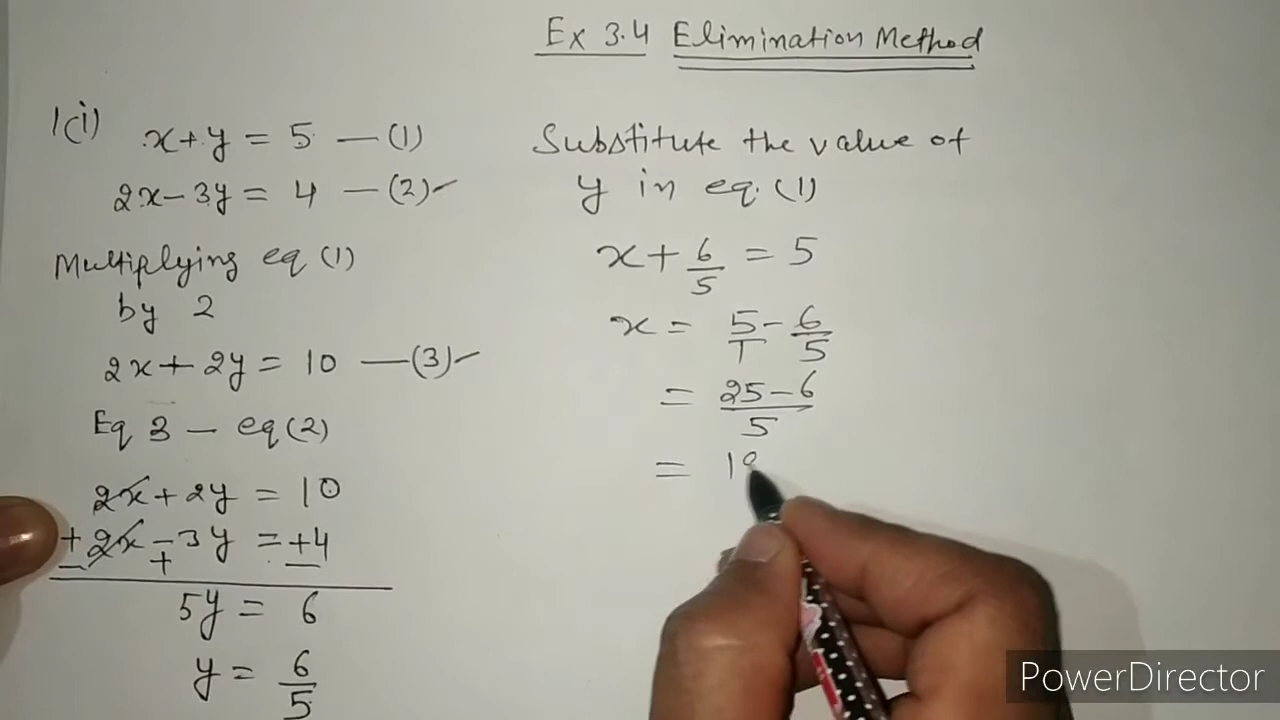 Ex 3.4 Elimination Method
1(i) x+y = 5 —(1)
2x-3y = 4 —(2)
Multiplying eq (1)
by 2
2x+2y = 10 —(3)
Eq 3 - eq(2)
2x+2y = 10
+2x-3y = +4
— + —
5y = 6
y = 6/5
Substitute the value of
y in eq.(1)
x + 6/5 = 5
x = 5/1 - 6/5
= 25-6/5
= 1
PowerDirector